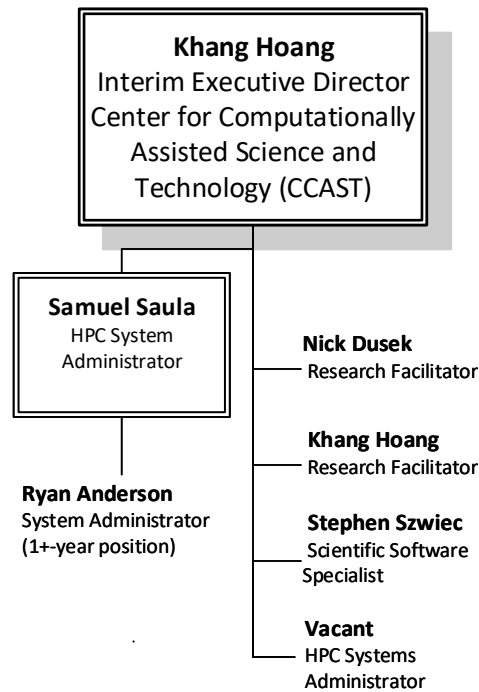 Khang Hoang
Interim Executive Director
Center for Computationally
Assisted Science and
Technology (CCAST)
Samuel Saula
HPC System
Administrator
Ryan Anderson
System Administrator
(1+-year position)
Nick Dusek
Research Facilitator
Khang Hoang
Research Facilitator
Stephen Szwiec
Scientific Software
Specialist
Vacant
HPC Systems
Administrator